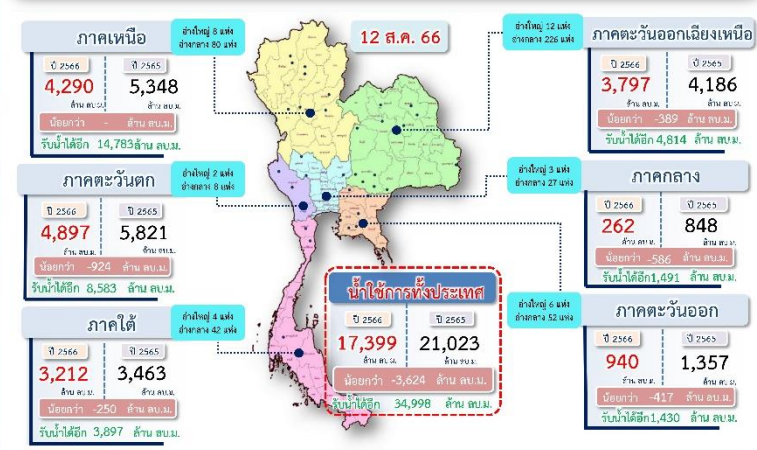 12 ส.ค. 66
ภาคเหนือ
ปี 2566 ปี 2565
4,290 5,348
ล้าน ลบ.ม. ล้าน ลบ.ม.
น้อยกว่า - ล้าน ลบ.ม.
รับน้ำได้อีก 14,783 ล้าน ลบ.ม.
อ่างใหญ่ 8 แห่ง
อ่างกลาง 80 แห่ง
อ่างใหญ่ 12 แห่ง
อ่างกลาง 226 แห่ง
ภาคตะวันออกเฉียงเหนือ
ปี 2566 ปี 2565
3,797 4,186
ล้าน ลบ.ม. ล้าน ลบ.ม.
น้อยกว่า -389 ล้าน ลบ.ม.
รับน้ำได้อีก 4,814 ล้าน ลบ.ม.
ภาคตะวันตก
ปี 2566 ปี 2565
4,897 5,821
ล้าน ลบ.ม. ล้าน ลบ.ม.
น้อยกว่า -924 ล้าน ลบ.ม.
รับน้ำได้อีก 8,583 ล้าน ลบ.ม.
อ่างใหญ่ 2 แห่ง
อ่างกลาง 8 แห่ง
อ่างใหญ่ 3 แห่ง
อ่างกลาง 27 แห่ง
ภาคกลาง
ปี 2566 ปี 2565
262 848
ล้าน ลบ.ม. ล้าน ลบ.ม.
น้อยกว่า -586 ล้าน ลบ.ม.
รับน้ำได้อีก 1,491 ล้าน ลบ.ม.
ภาคใต้
ปี 2566 ปี 2565
3,212 3,463
ล้าน ลบ.ม. ล้าน ลบ.ม.
น้อยกว่า -250 ล้าน ลบ.ม.
รับน้ำได้อีก 3,897 ล้าน ลบ.ม.
อ่างใหญ่ 4 แห่ง
อ่างกลาง 42 แห่ง
น้ำใช้การทั้งประเทศ
ปี 2566 ปี 2565
17,399 21,023
ล้าน ลบ.ม. ล้าน ลบ.ม.
น้อยกว่า -3,624 ล้าน ลบ.ม.
รับน้ำได้อีก 34,998 ล้าน ลบ.ม.
อ่างใหญ่ 6 แห่ง
อ่างกลาง 52 แห่ง
ภาคตะวันออก
ปี 2566 ปี 2565
940 1,357
ล้าน ลบ.ม. ล้าน ลบ.ม.
น้อยกว่า -417 ล้าน ลบ.ม.
รับน้ำได้อีก 1,430 ล้าน ลบ.ม.